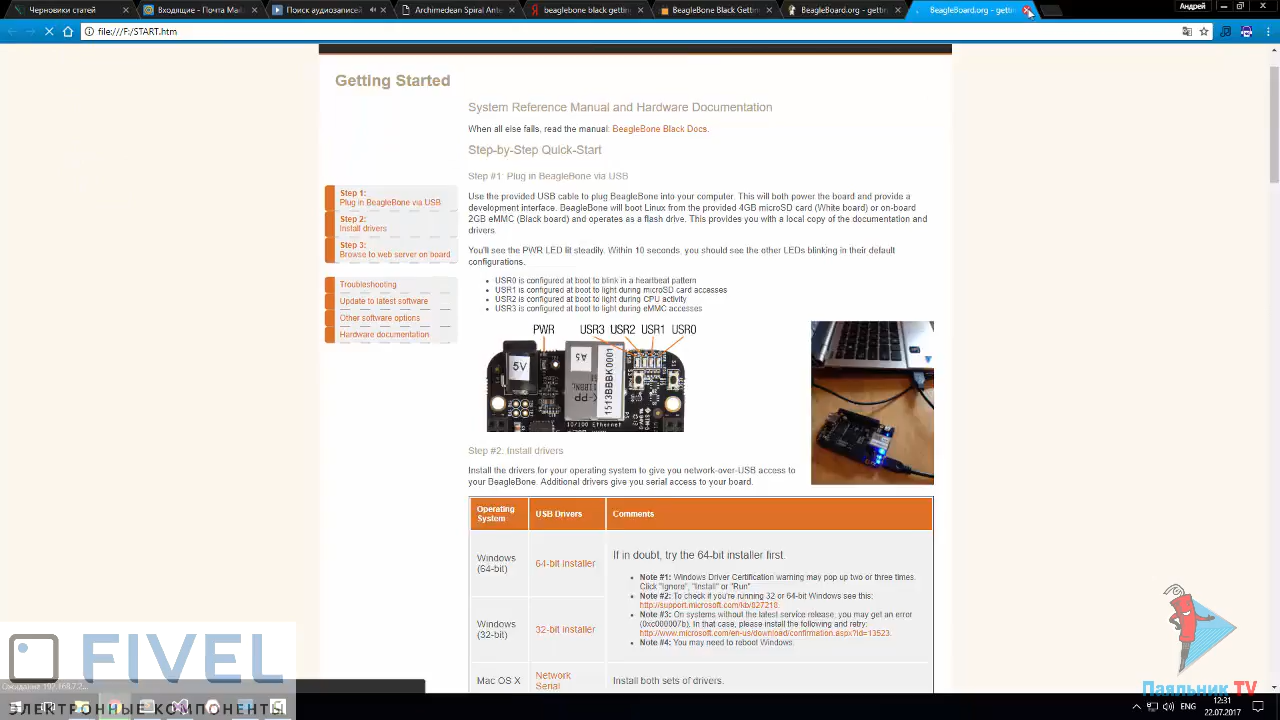 Черновики
Входящие - Почта Mai
Поиск аудиозаписей
Archimedean Spiral Ante
beaglebone black getting
BeagleBone Black Gettin
BeagleBoard.org - gettin
BeagleBoard.org - gettin
Андрей
file:///F:/START.htm
Getting Started
System Reference Manual and Hardware Documentation
When all else fails, read the manual: BeagleBone Black Docs.
Step-by-Step Quick-Start
Step #1: Plug in BeagleBone via USB
Step 1:
Plug in BeagleBone via USB
Step 2:
Install drivers
Step 3:
Browse to web server on board
Troubleshooting
Update to latest software
Other software options
Hardware documentation
Use the provided USB cable to plug BeagleBone into your computer. This will both power the board and provide a
development interface. BeagleBone will boot Linux from the provided 4GB microSD card (White board) or on-board
2GB eMMC (Black board) and operates as a flash drive. This provides you with a local copy of the documentation and
drivers.
You'll see the PWR LED lit steadily. Within 10 seconds, you should see the other LEDs blinking in their default
configurations.
USR0 is configured at boot to blink in a heartbeat pattern
USR1 is configured at boot to light during microSD card accesses
USR2 is configured at boot to light during CPU activity
USR3 is configured at boot to light during eMMC accesses
PWR USR3 USR2 USR1 USR0
5V
A5
1513BBBK0001
10/100 Ethernet
Step #2: Install drivers
Install the drivers for your operating system to give you network-over-USB access to
your BeagleBone. Additional drivers give you serial access to your board.
Operating
System
USB Drivers
Comments
Windows
(64-bit)
64-bit installer
If in doubt, try the 64-bit installer first.
Note #1: Windows Driver Certification warning may pop up two or three times.
Click "Ignore", "Install" or "Run"
Note #2: To check if you're running 32 or 64-bit Windows see this:
http://support.microsoft.com/kb/827218.
Note #3: On systems without the latest service release, you may get an error
(0xc000007b). In that case, please install the following and retry:
http://www.microsoft.com/en-us/download/confirmation.aspx?id=13523.
Note #4: You may need to reboot Windows.
Windows
(32-bit)
32-bit installer
Mac OS X
Network
Serial
Install both sets of drivers.
FIVEL
ЭЛЕКТРОННЫЕ КОМПОНЕНТЫ
Паяльник TV
ENG
12:31
22.07.2017